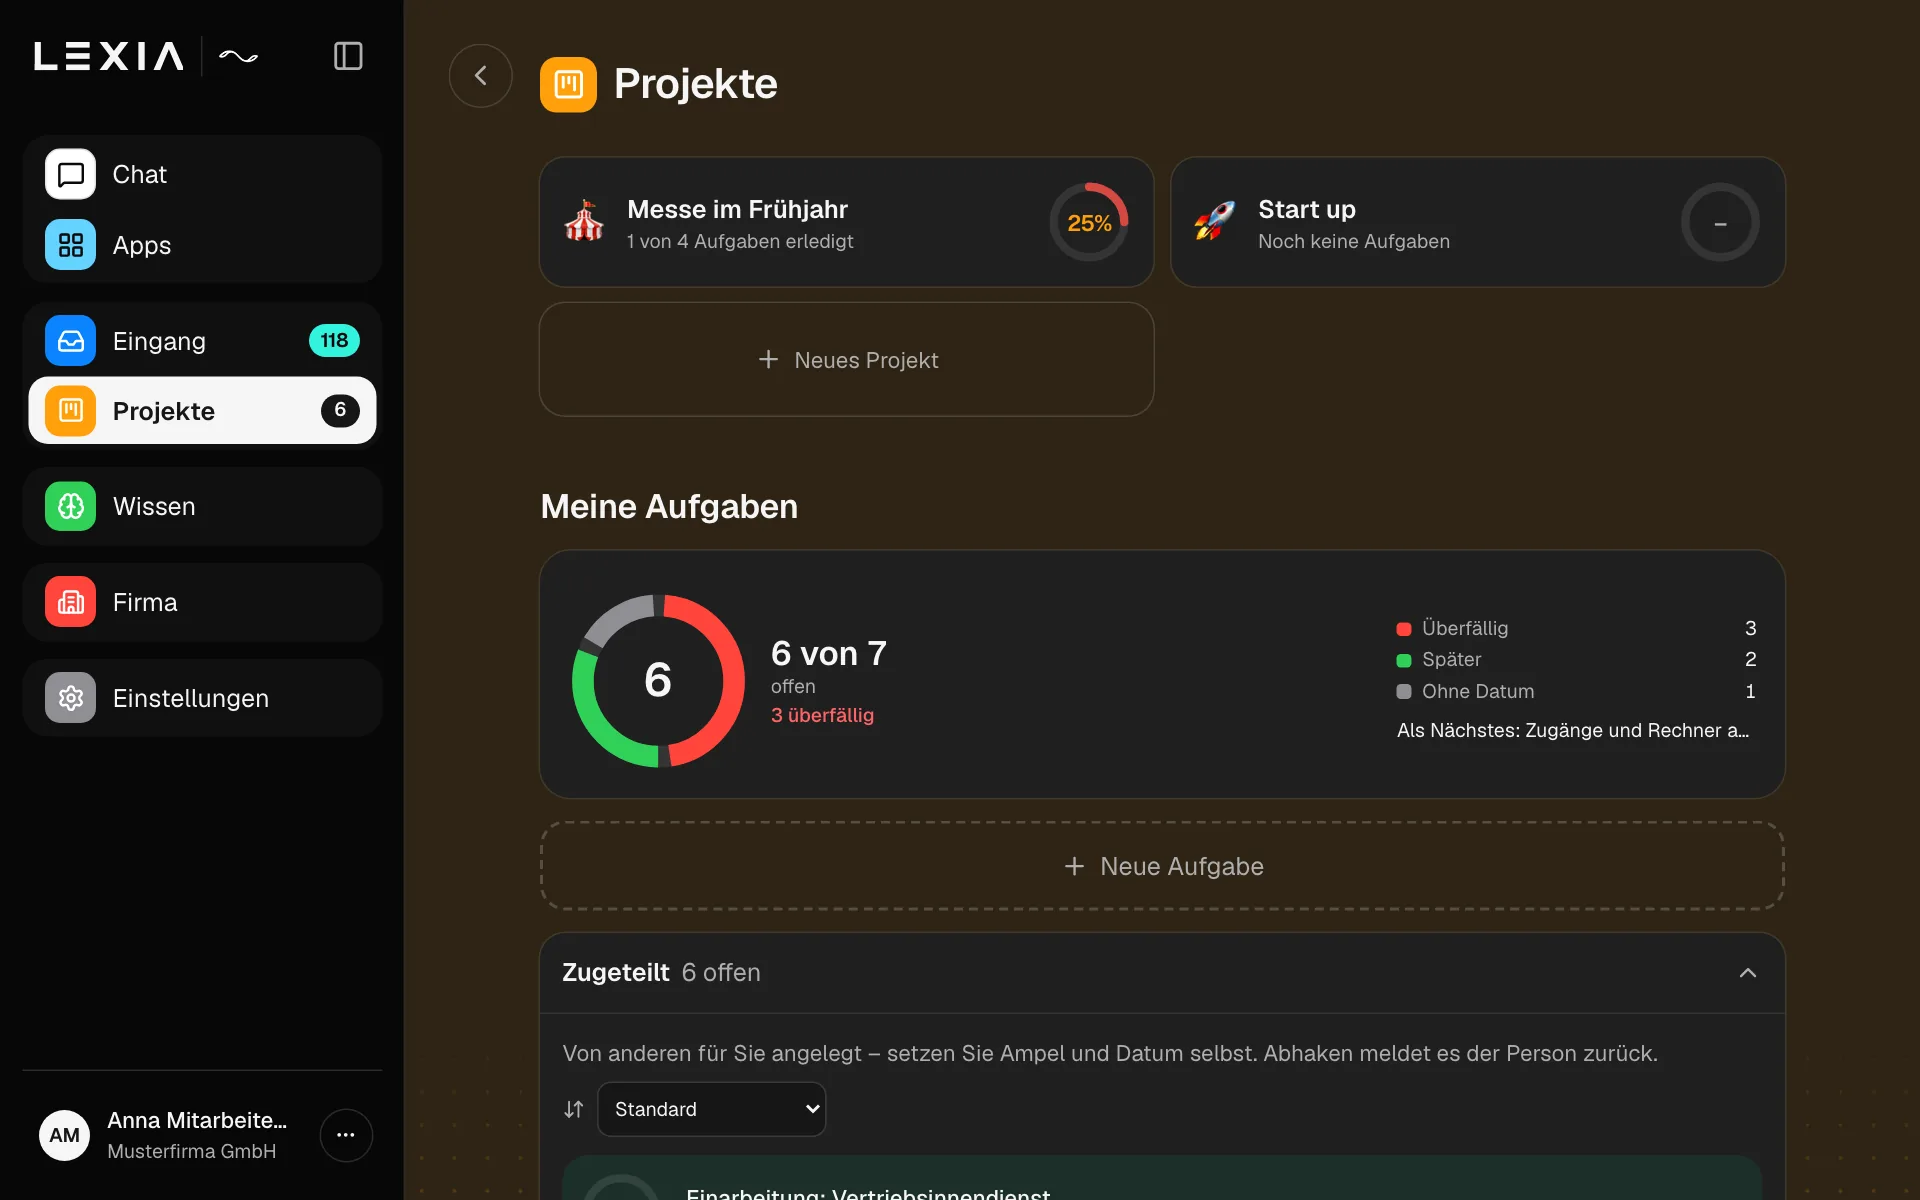 LEXIA
Chat
Apps
Eingang 118
Projekte 6
Wissen
Firma
Einstellungen
AM
Anna Mitarbeite...
Musterfirma GmbH
Projekte
Messe im Frühjahr
1 von 4 Aufgaben erledigt
25%
Start up
Noch keine Aufgaben
–
+ Neues Projekt
Meine Aufgaben
6
6 von 7
offen
3 überfällig
Überfällig 3
Später 2
Ohne Datum 1
Als Nächstes: Zugänge und Rechner a...
+ Neue Aufgabe
Zugeteilt 6 offen
Von anderen für Sie angelegt – setzen Sie Ampel und Datum selbst. Abhaken meldet es der Person zurück.
Standard
Einarbeitung: Vertriebsinnendienst